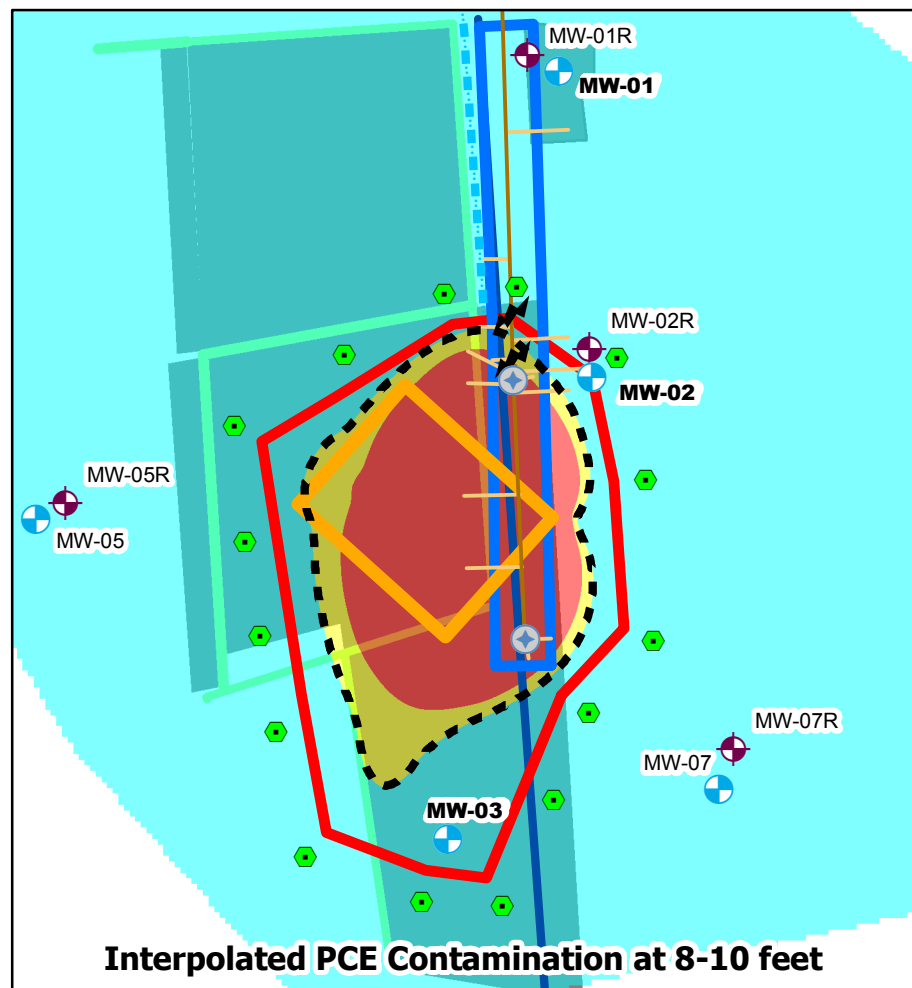 MW-01R
MW-01
MW-02R
MW-02
MW-05R
MW-05
MW-07R
MW-07
MW-03
Interpolated PCE Contamination at 8-10 feet